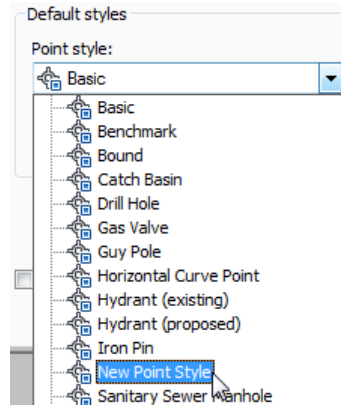 Default styles
Point style:
Basic
Basic
Benchmark
Bound
Catch Basin
Drill Hole
Gas Valve
Guy Pole
Horizontal Curve Point
Hydrant (existing)
Hydrant (proposed)
Iron Pin
New Point Style
Sanitary Sewer Manhole